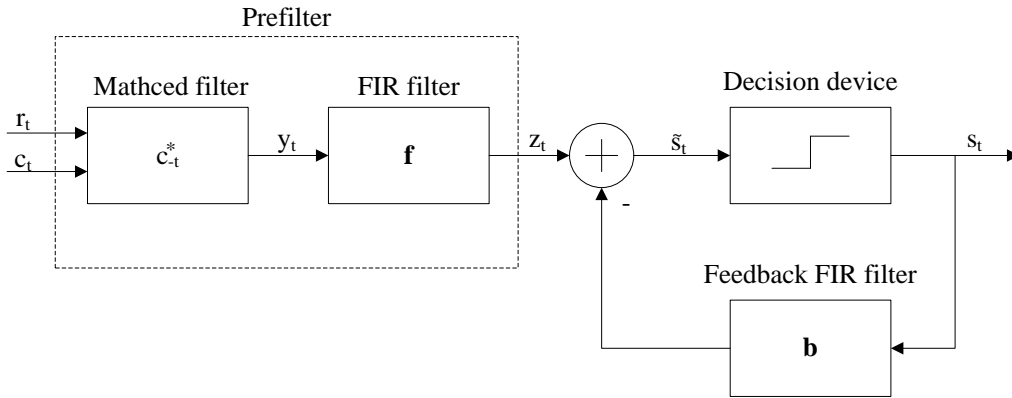 Prefilter
Mathced filter
FIR filter
Decision device
r_t
c_t
c*_-t
y_t
f
z_t
s̃_t
s_t
-
Feedback FIR filter
b